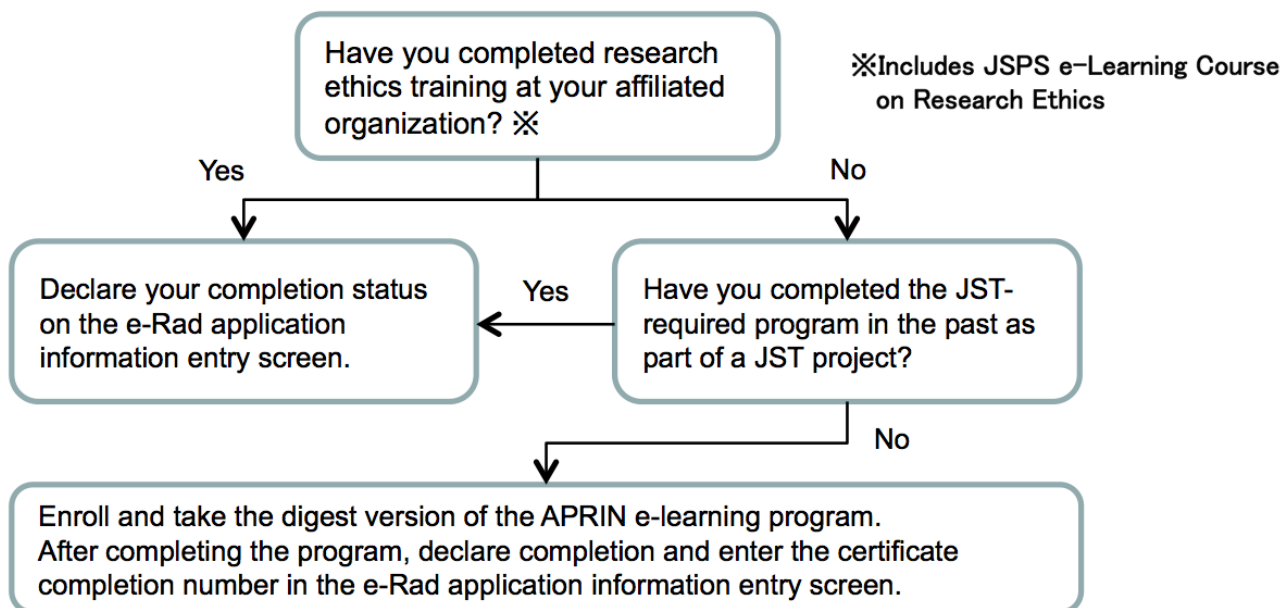 Have you completed research
ethics training at your affiliated
organization? ※
※Includes JSPS e-Learning Course
on Research Ethics
Yes
No
Declare your completion status
on the e-Rad application
information entry screen.
Yes
Have you completed the JST-
required program in the past as
part of a JST project?
No
Enroll and take the digest version of the APRIN e-learning program.
After completing the program, declare completion and enter the certificate
completion number in the e-Rad application information entry screen.